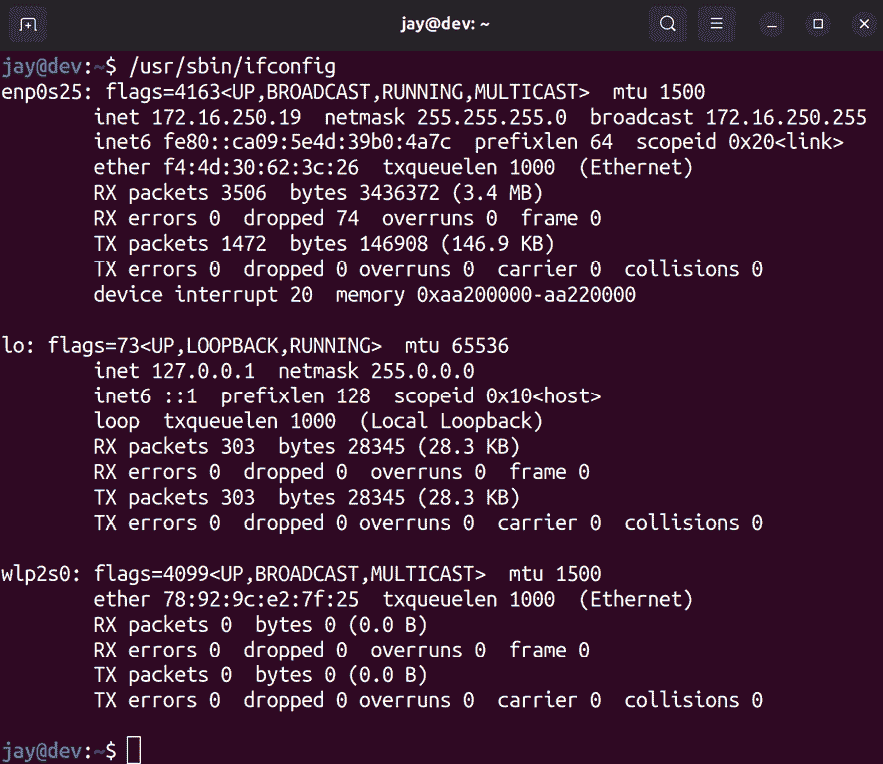 jay@dev: ~
jay@dev:~$ /usr/sbin/ifconfig
enp0s25: flags=4163<UP,BROADCAST,RUNNING,MULTICAST>  mtu 1500
        inet 172.16.250.19  netmask 255.255.255.0  broadcast 172.16.250.255
        inet6 fe80::ca09:5e4d:39b0:4a7c  prefixlen 64  scopeid 0x20<link>
        ether f4:4d:30:62:3c:26  txqueuelen 1000  (Ethernet)
        RX packets 3506  bytes 3436372 (3.4 MB)
        RX errors 0  dropped 74  overruns 0  frame 0
        TX packets 1472  bytes 146908 (146.9 KB)
        TX errors 0  dropped 0 overruns 0  carrier 0  collisions 0
        device interrupt 20  memory 0xaa200000-aa220000

lo: flags=73<UP,LOOPBACK,RUNNING>  mtu 65536
        inet 127.0.0.1  netmask 255.0.0.0
        inet6 ::1  prefixlen 128  scopeid 0x10<host>
        loop  txqueuelen 1000  (Local Loopback)
        RX packets 303  bytes 28345 (28.3 KB)
        RX errors 0  dropped 0  overruns 0  frame 0
        TX packets 303  bytes 28345 (28.3 KB)
        TX errors 0  dropped 0 overruns 0  carrier 0  collisions 0

wlp2s0: flags=4099<UP,BROADCAST,MULTICAST>  mtu 1500
        ether 78:92:9c:e2:7f:25  txqueuelen 1000  (Ethernet)
        RX packets 0  bytes 0 (0.0 B)
        RX errors 0  dropped 0  overruns 0  frame 0
        TX packets 0  bytes 0 (0.0 B)
        TX errors 0  dropped 0 overruns 0  carrier 0  collisions 0

jay@dev:~$